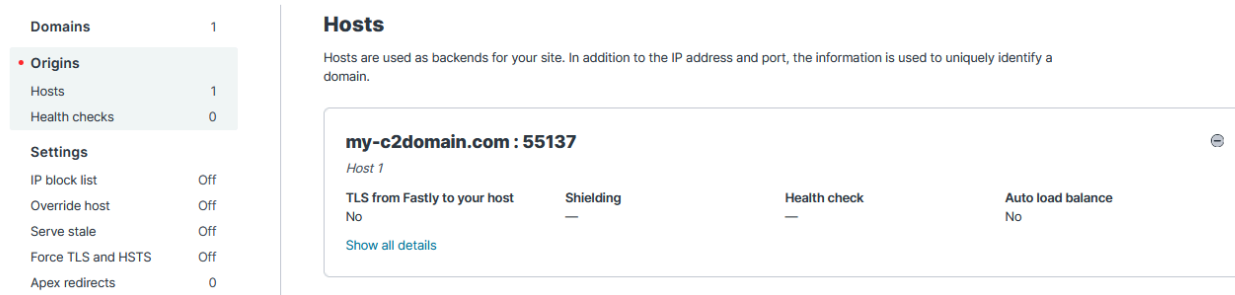 Domains 1
Origins
Hosts 1
Health checks 0
Settings
IP block list Off
Override host Off
Serve stale Off
Force TLS and HSTS Off
Apex redirects 0
Hosts
Hosts are used as backends for your site. In addition to the IP address and port, the information is used to uniquely identify a
domain.
my-c2domain.com : 55137
Host 1
TLS from Fastly to your host Shielding Health check Auto load balance
No — — No
Show all details